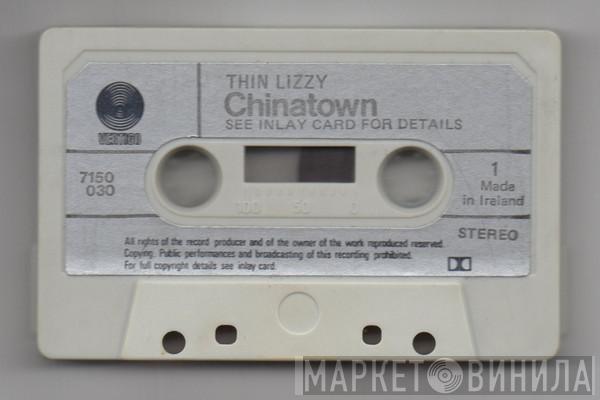 THIN LIZZY
Chinatown
SEE INLAY CARD FOR DETAILS
VERTIGO
7150
030
1
Made
in Ireland
STEREO
100 50 0
All rights of the record producer and of the owner of the work reproduced reserved.
Copying. Public performances and broadcasting of this recording prohibited.
For full copyright details see inlay card.
МАРКЕТ ВИНИЛА